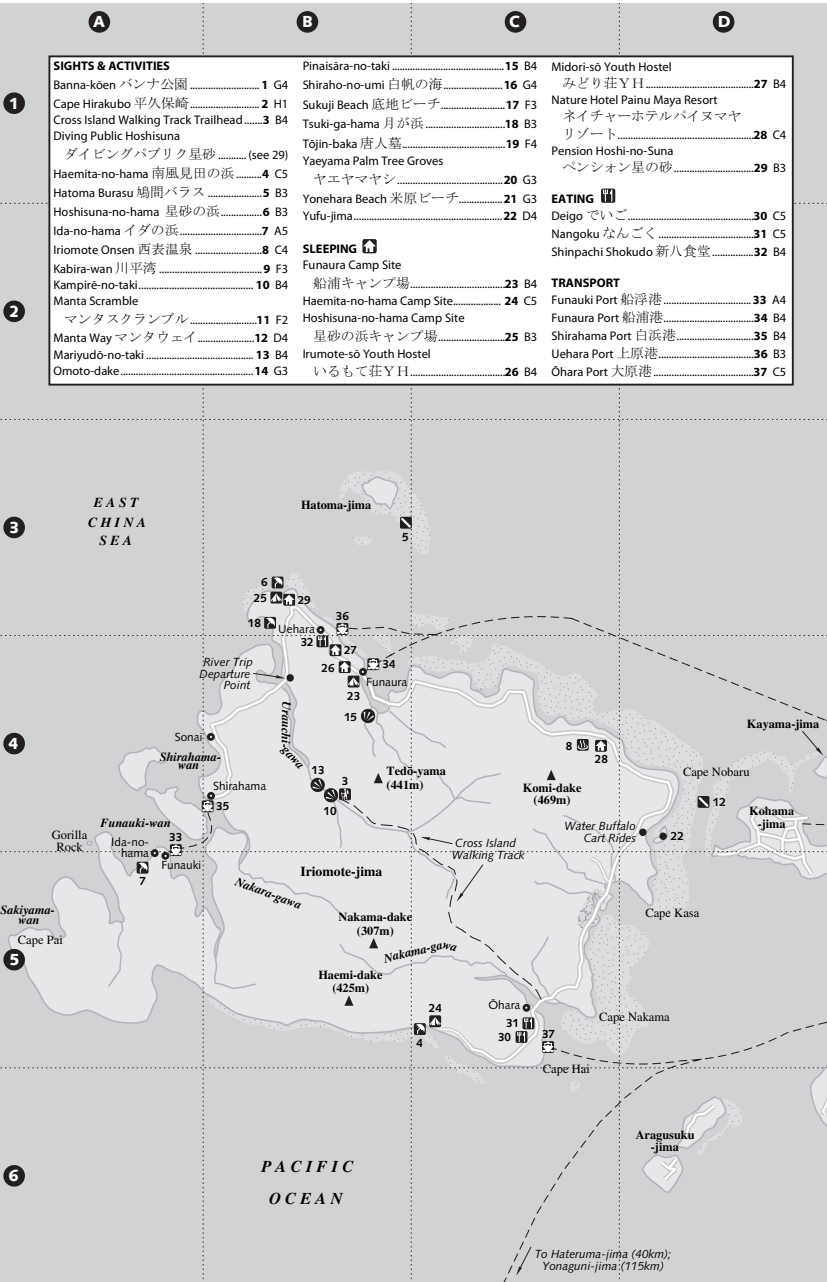 A
B
C
D
1
2
3
4
5
6
SIGHTS & ACTIVITIES
Banna-kōen バンナ公園 1 G4
Cape Hirakubo 平久保崎 2 H1
Cross Island Walking Track Trailhead 3 B4
Diving Public Hoshisuna
ダイビングパブリク星砂 (see 29)
Haemita-no-hama 南風見田の浜 4 C5
Hatoma Burasu 鳩間バラス 5 B3
Hoshisuna-no-hama 星砂の浜 6 B3
Ida-no-hama イダの浜 7 A5
Iriomote Onsen 西表温泉 8 C4
Kabira-wan 川平湾 9 F3
Kampirē-no-taki 10 B4
Manta Scramble
マンタスクランブル 11 F2
Manta Way マンタウェイ 12 D4
Mariyudō-no-taki 13 B4
Omoto-dake 14 G3
Pinaisāra-no-taki 15 B4
Shiraho-no-umi 白帆の海 16 G4
Sukuji Beach 底地ビーチ 17 F3
Tsuki-ga-hama 月が浜 18 B3
Tōjin-baka 唐人墓 19 F4
Yaeyama Palm Tree Groves
ヤエヤマヤシ 20 G3
Yonehara Beach 米原ビーチ 21 G3
Yufu-jima 22 D4
SLEEPING
Funaura Camp Site
船浦キャンプ場 23 B4
Haemita-no-hama Camp Site 24 C5
Hoshisuna-no-hama Camp Site
星砂の浜キャンプ場 25 B3
Irumote-sō Youth Hostel
いるもて荘YH 26 B4
Midori-sō Youth Hostel
みどり荘YH 27 B4
Nature Hotel Painu Maya Resort
ネイチャーホテルパイヌマヤ
リゾート 28 C4
Pension Hoshi-no-Suna
ペンション星の砂 29 B3
EATING
Deigo でいご 30 C5
Nangoku なんごく 31 C5
Shinpachi Shokudo 新八食堂 32 B4
TRANSPORT
Funauki Port 船浮港 33 A4
Funaura Port 船浦港 34 B4
Shirahama Port 白浜港 35 B4
Uehara Port 上原港 36 B3
Ōhara Port 大原港 37 C5
EAST
CHINA
SEA
Hatoma-jima
5
6
25
29
18
36
Uehara
32
27
34
26
Funaura
23
15
River Trip
Departure
Point
Urauchi-gawa
Sonai
Shirahama-
wan
Shirahama
35
13
3
10
Tedō-yama
(441m)
8
28
Komi-dake
(469m)
Kayama-jima
Cape Nobaru
12
Kohama
-jima
Water Buffalo
Cart Rides
22
Funauki-wan
Gorilla
Rock
Ida-no-
hama
33
Funauki
7
Cross Island
Walking Track
Iriomote-jima
Nakara-gawa
Sakiyama-
wan
Cape Pai
Nakama-dake
(307m)
Nakama-gawa
Cape Kasa
Haemi-dake
(425m)
24
4
Ōhara
31
30
37
Cape Nakama
Cape Hai
Aragusuku
-jima
PACIFIC
OCEAN
To Hateruma-jima (40km);
Yonaguni-jima (115km)